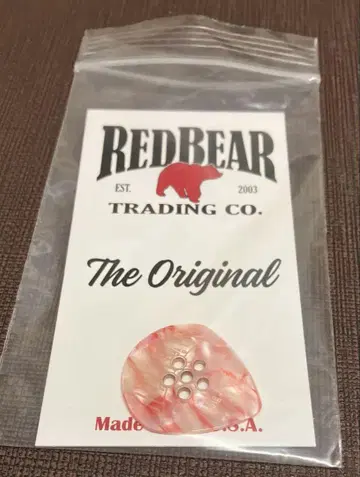 REDBEAR
EST. 2003
TRADING CO.
The Original
Made U.S.A.